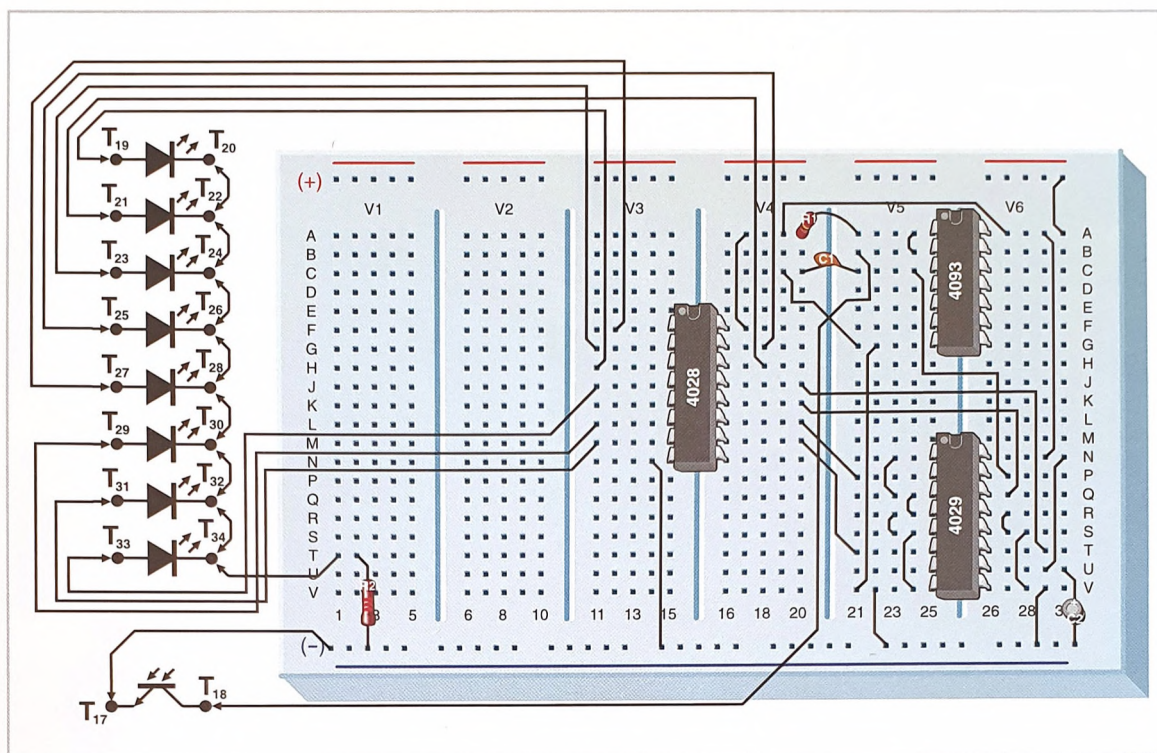 T19 T20
T21 T22
T23 T24
T25 T26
T27 T28
T29 T30
T31 T32
T33 T34
T17 T18
(+)
V1 V2 V3 V4 V5 V6
A A
B B
C C
D D
E E
F F
G G
H H
J J
K K
L L
M M
N N
P P
Q Q
R R
S S
T T
U U
V V
C1
4093
4028
4029
1 3 5 6 8 10 11 13 15 16 18 20 21 23 25 26 28
(−)